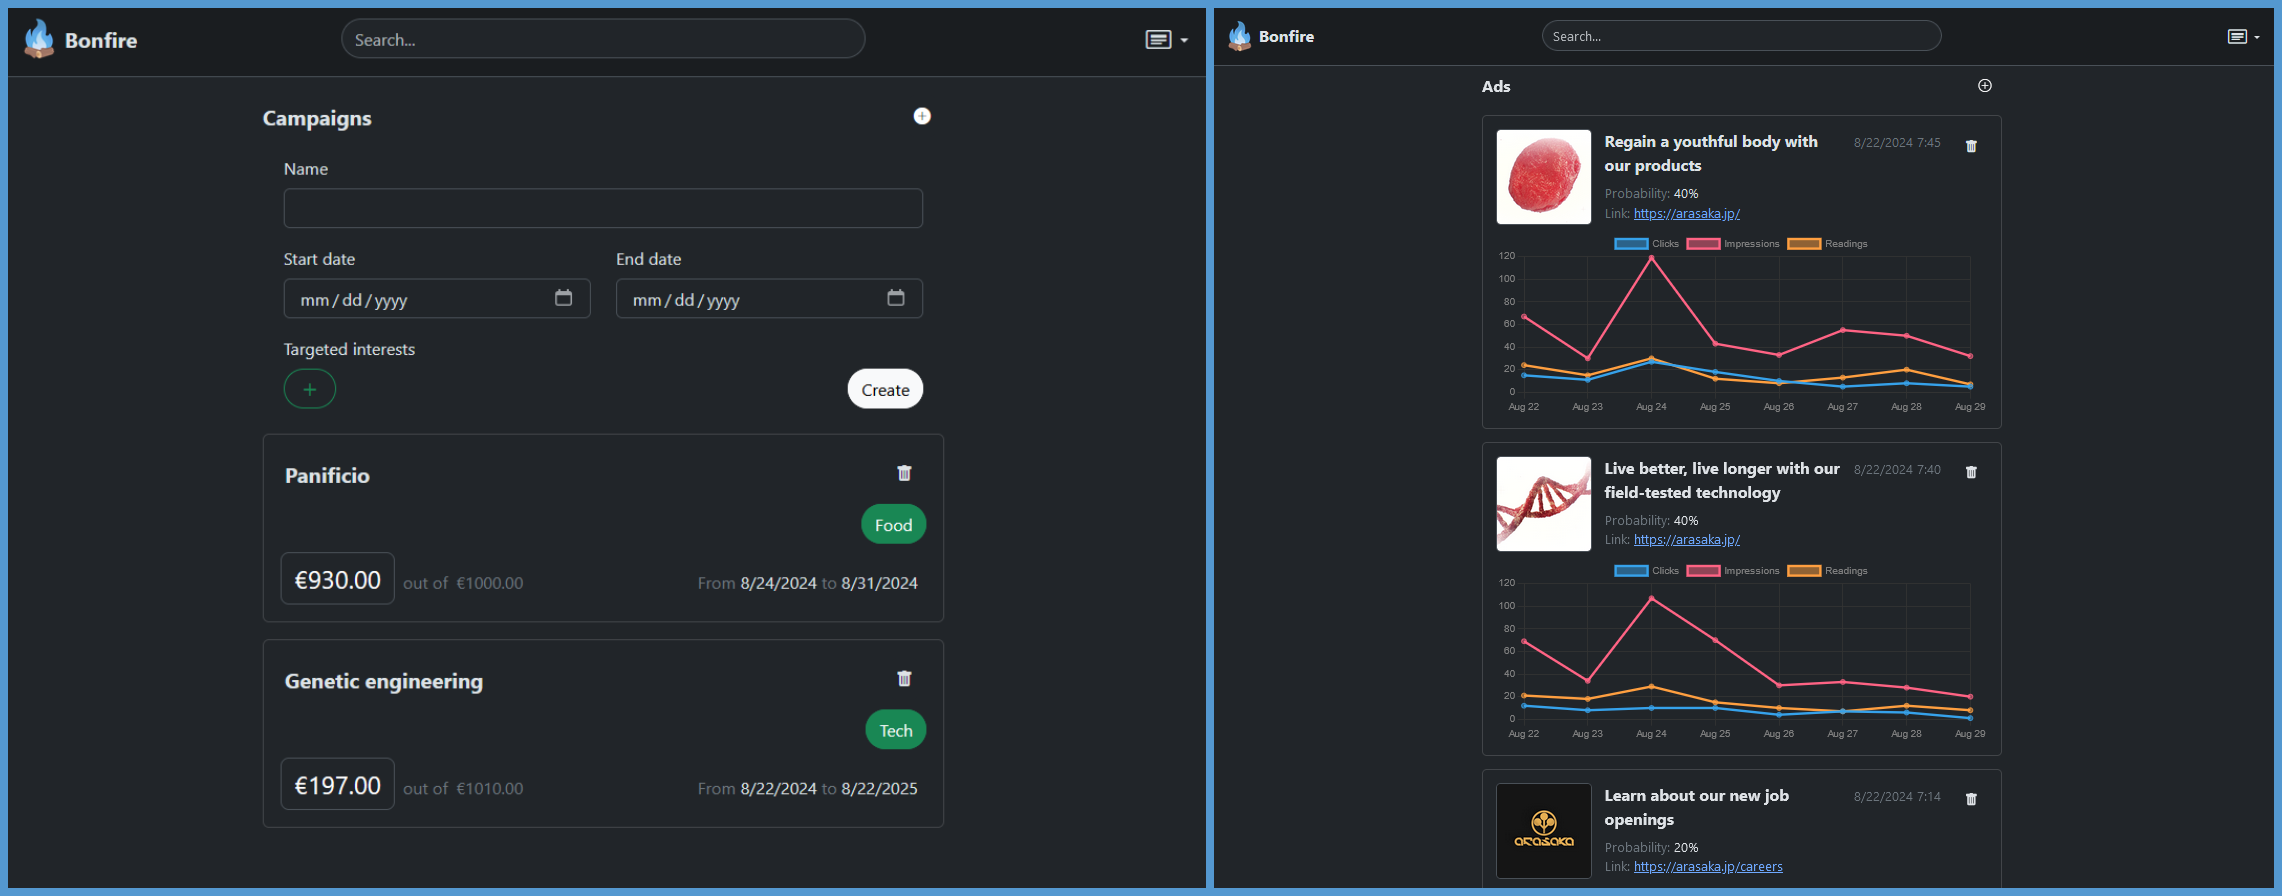 Bonfire
Search...
Campaigns
Name
Start date
End date
mm/dd/yyyy
mm/dd/yyyy
Targeted interests
+
Create
Panificio
Food
€930.00 out of €1000.00
From 8/24/2024 to 8/31/2024
Genetic engineering
Tech
€197.00 out of €1010.00
From 8/22/2024 to 8/22/2025
Bonfire
Search...
Ads
Regain a youthful body with
our products
8/22/2024 7:45
Probability: 40%
Link: https://arasaka.jp/
Clicks Impressions Readings
120
100
80
60
40
20
0
Aug 22 Aug 23 Aug 24 Aug 25 Aug 26 Aug 27 Aug 28 Aug 29
Live better, live longer with our
field-tested technology
8/22/2024 7:40
Probability: 40%
Link: https://arasaka.jp/
Clicks Impressions Readings
120
100
80
60
40
20
0
Aug 22 Aug 23 Aug 24 Aug 25 Aug 26 Aug 27 Aug 28 Aug 29
arasaka
Learn about our new job
openings
8/22/2024 7:14
Probability: 20%
Link: https://arasaka.jp/careers